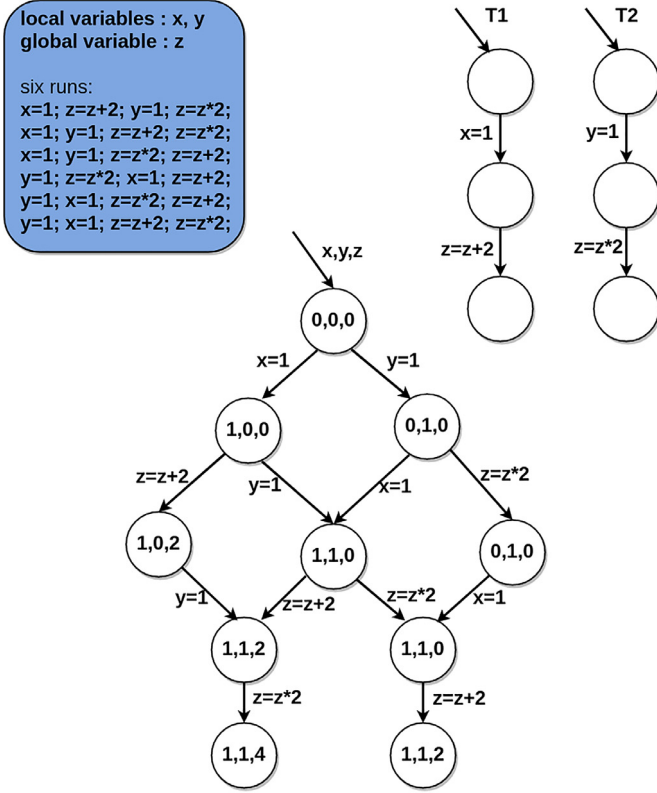 local variables : x, y
global variable : z
six runs:
x=1; z=z+2; y=1; z=z*2;
x=1; y=1; z=z+2; z=z*2;
x=1; y=1; z=z*2; z=z+2;
y=1; z=z*2; x=1; z=z+2;
y=1; x=1; z=z*2; z=z+2;
y=1; x=1; z=z+2; z=z*2;
T1 T2
x=1 y=1
z=z+2 z=z*2
x,y,z
0,0,0
x=1 y=1
1,0,0 0,1,0
z=z+2 y=1 x=1 z=z*2
1,0,2 1,1,0 0,1,0
y=1 z=z+2 z=z*2 x=1
1,1,2 1,1,0
z=z*2 z=z+2
1,1,4 1,1,2